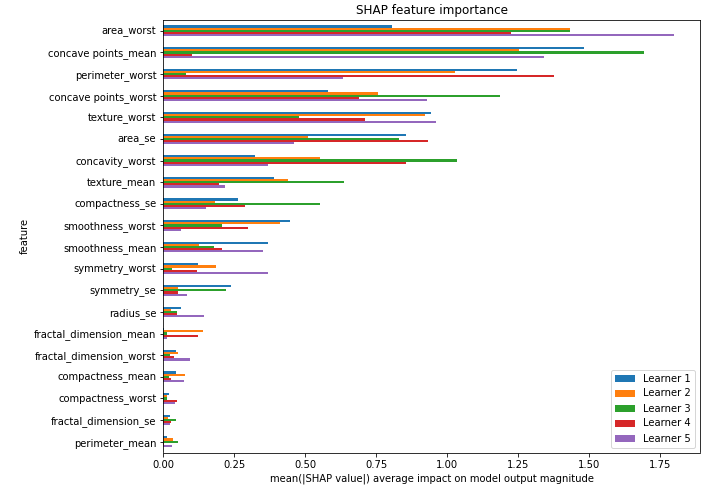 SHAP feature importance
area_worst
concave points_mean
perimeter_worst
concave points_worst
texture_worst
area_se
concavity_worst
texture_mean
compactness_se
smoothness_worst
smoothness_mean
symmetry_worst
symmetry_se
radius_se
fractal_dimension_mean
fractal_dimension_worst
compactness_mean
compactness_worst
fractal_dimension_se
perimeter_mean
feature
Learner 1
Learner 2
Learner 3
Learner 4
Learner 5
0.00 0.25 0.50 0.75 1.00 1.25 1.50 1.75
mean(|SHAP value|) average impact on model output magnitude